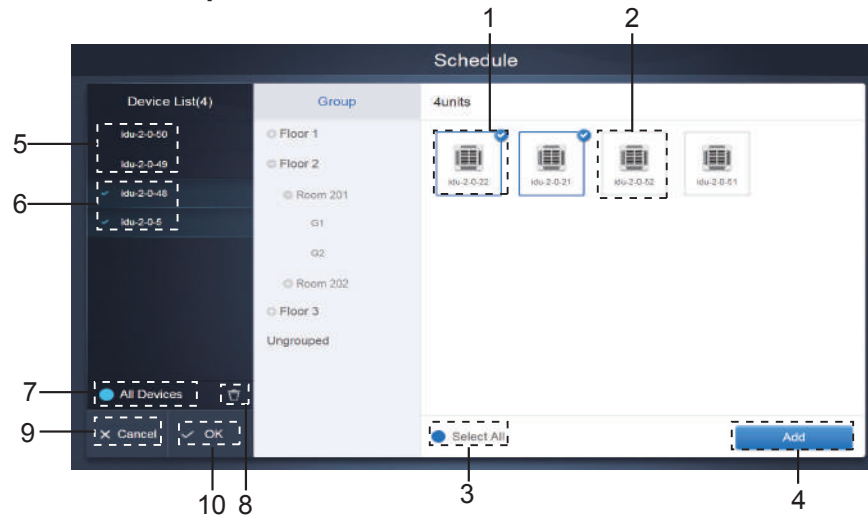 1 2
Schedule
Device List(4) Group 4units
5 idu-2-0-50 Floor 1
idu-2-0-49 Floor 2
6 idu-2-0-48 Room 201 idu-2-0-22 idu-2-0-21 idu-2-0-52 idu-2-0-51
idu-2-0-5 G1
G2
Room 202
Floor 3
Ungrouped
7 All Devices
9 Cancel OK Select All Add
10 8 3 4